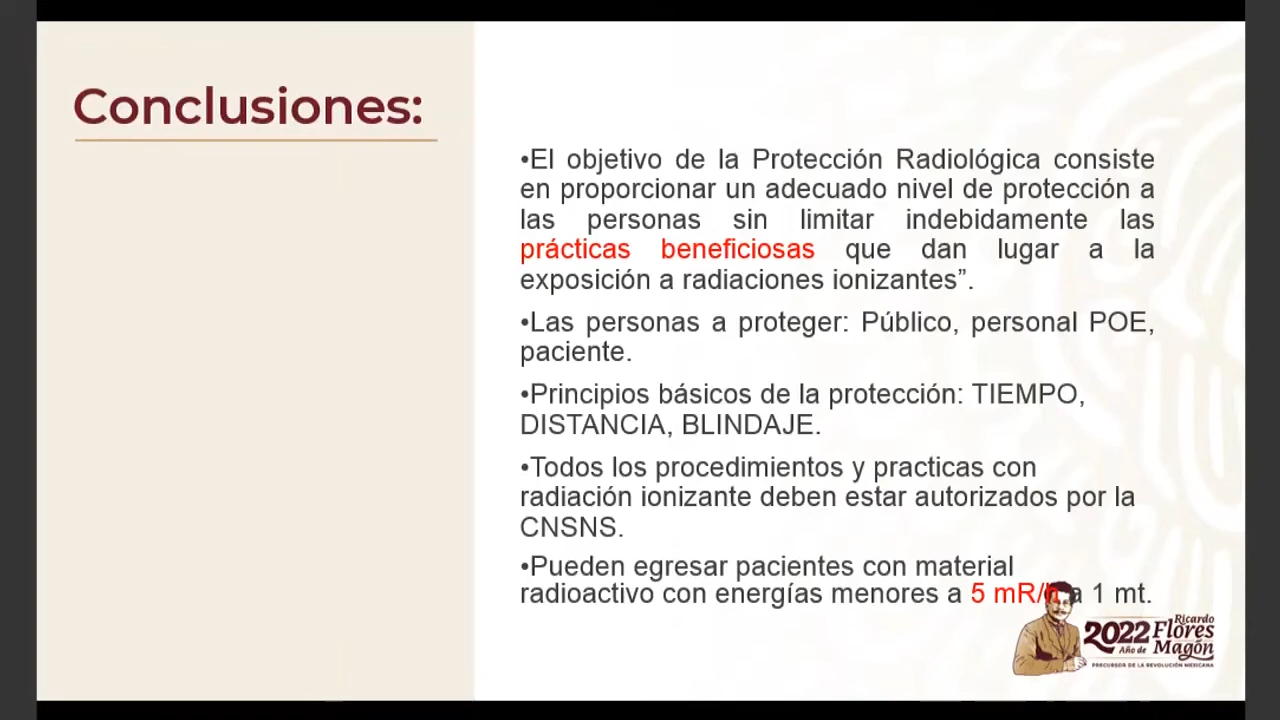 Conclusiones:
•El objetivo de la Protección Radiológica consiste
en proporcionar un adecuado nivel de protección a
las personas sin limitar indebidamente las
prácticas beneficiosas que dan lugar a la
exposición a radiaciones ionizantes”.
•Las personas a proteger: Público, personal POE,
paciente.
•Principios básicos de la protección: TIEMPO,
DISTANCIA, BLINDAJE.
•Todos los procedimientos y practicas con
radiación ionizante deben estar autorizados por la
CNSNS.
•Pueden egresar pacientes con material
radioactivo con energías menores a 5 mR/h a 1 mt.
2022 Ricardo
Flores
Año de Magón
PRECURSOR DE LA REVOLUCIÓN MEXICANA